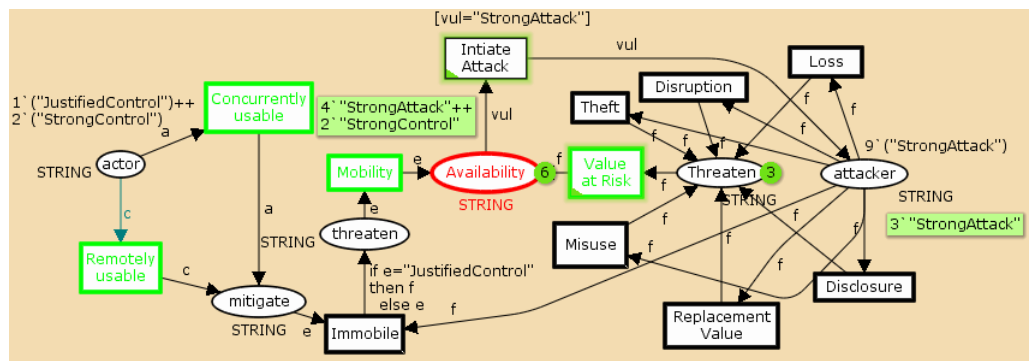 [vul="StrongAttack"]
Intiate
Attack
vul
Loss
Disruption
f
f
Theft
f
f
f
f
f
1`("JustifiedControl")++
2`("StrongControl")
a
Concurrently
usable
4`"StrongAttack"++
2`"StrongControl"
vul
9`("StrongAttack")
actor
STRING
Mobility
e
Availability
6
STRING
f
Value
at Risk
f
Threaten
3
STRING
attacker
STRING
3`"StrongAttack"
c
a
e
threaten
STRING
Misuse
f
f
f
f
f
f
Remotely
usable
c
mitigate
STRING
e
if e="JustifiedControl"
then f
else e
Immobile
f
f
Replacement
Value
Disclosure